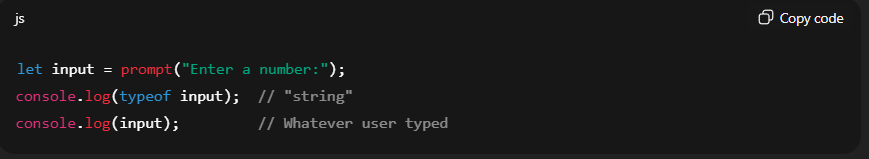 js
Copy code
let input = prompt("Enter a number:");
console.log(typeof input);  // "string"
console.log(input);         // Whatever user typed